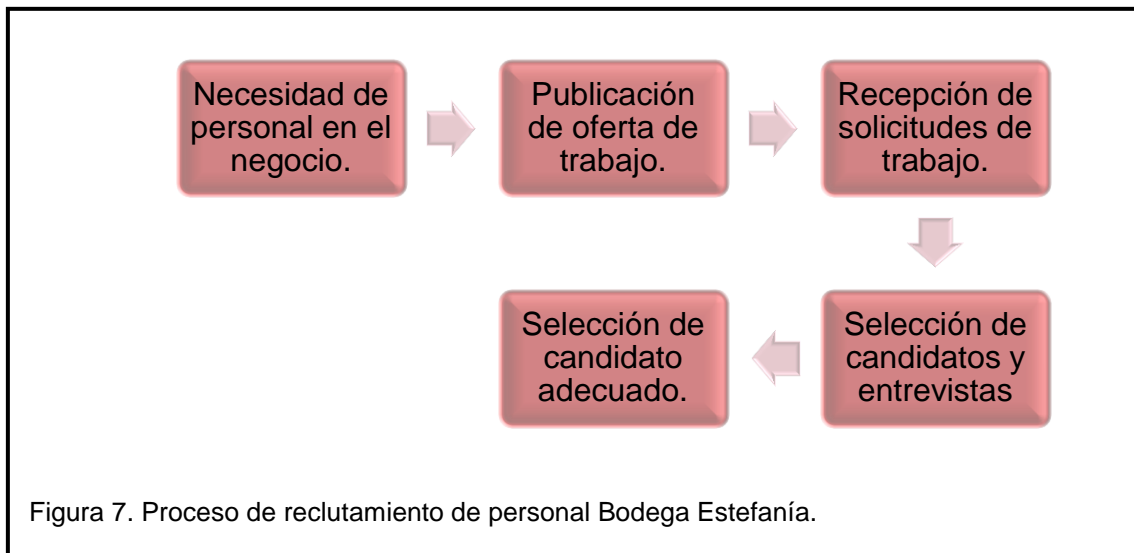 Necesidad de
personal en el
negocio.
Publicación
de oferta de
trabajo.
Recepción de
solicitudes de
trabajo.
Selección de
candidatos y
entrevistas
Selección de
candidato
adecuado.
Figura 7. Proceso de reclutamiento de personal Bodega Estefanía.